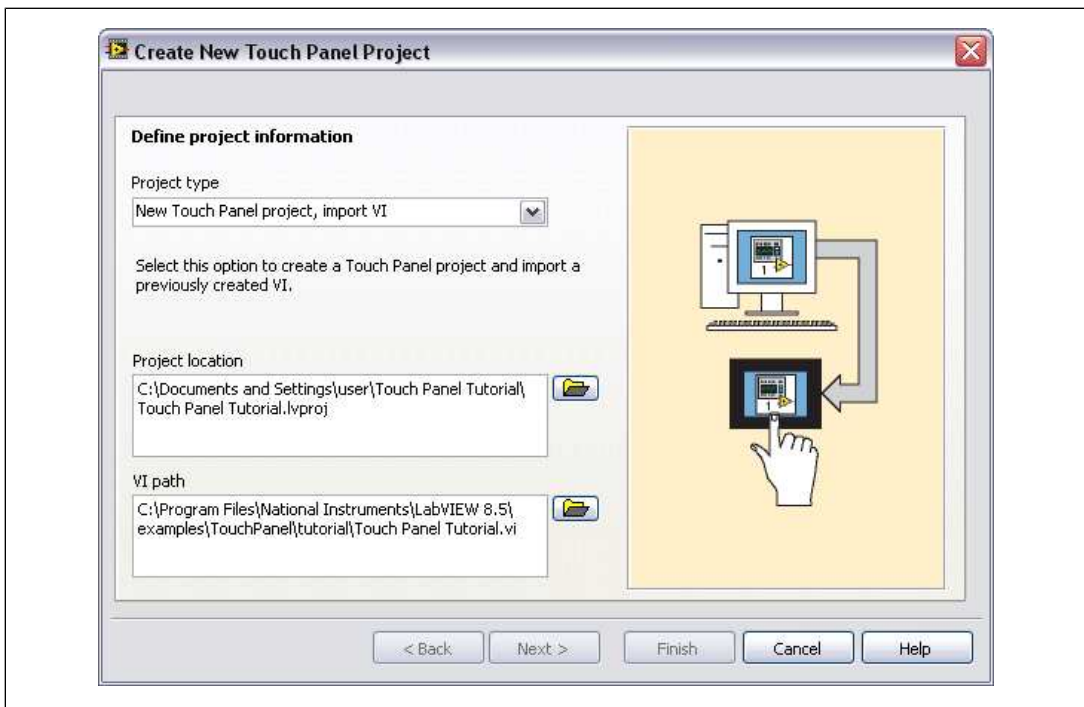 Create New Touch Panel Project
Define project information
Project type
New Touch Panel project, import VI
Select this option to create a Touch Panel project and import a
previously created VI.
Project location
C:\Documents and Settings\user\Touch Panel Tutorial\
Touch Panel Tutorial.lvproj
VI path
C:\Program Files\National Instruments\LabVIEW 8.5\
examples\TouchPanel\tutorial\Touch Panel Tutorial.vi
1
1
< Back
Next >
Finish
Cancel
Help